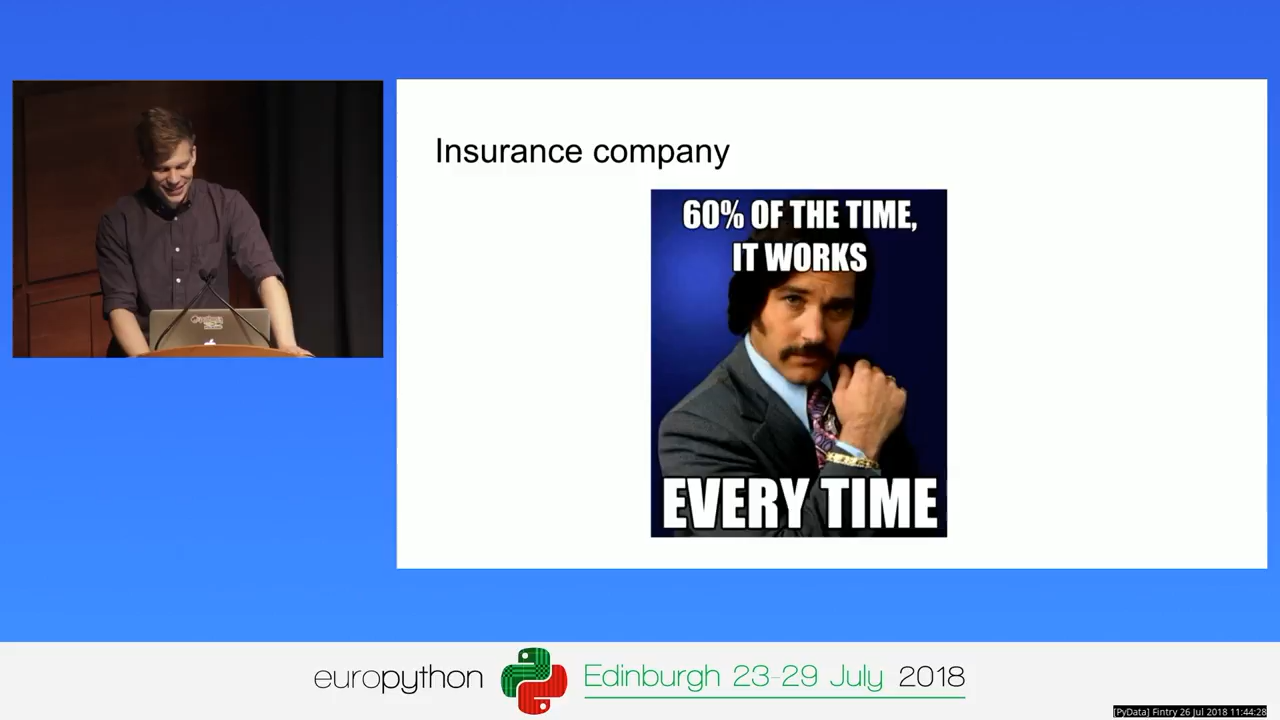 Insurance company
60% OF THE TIME,
IT WORKS
EVERY TIME
europython
Edinburgh 23-29 July 2018
[PyData] Fintry 26 Jul 2018 11:44:28